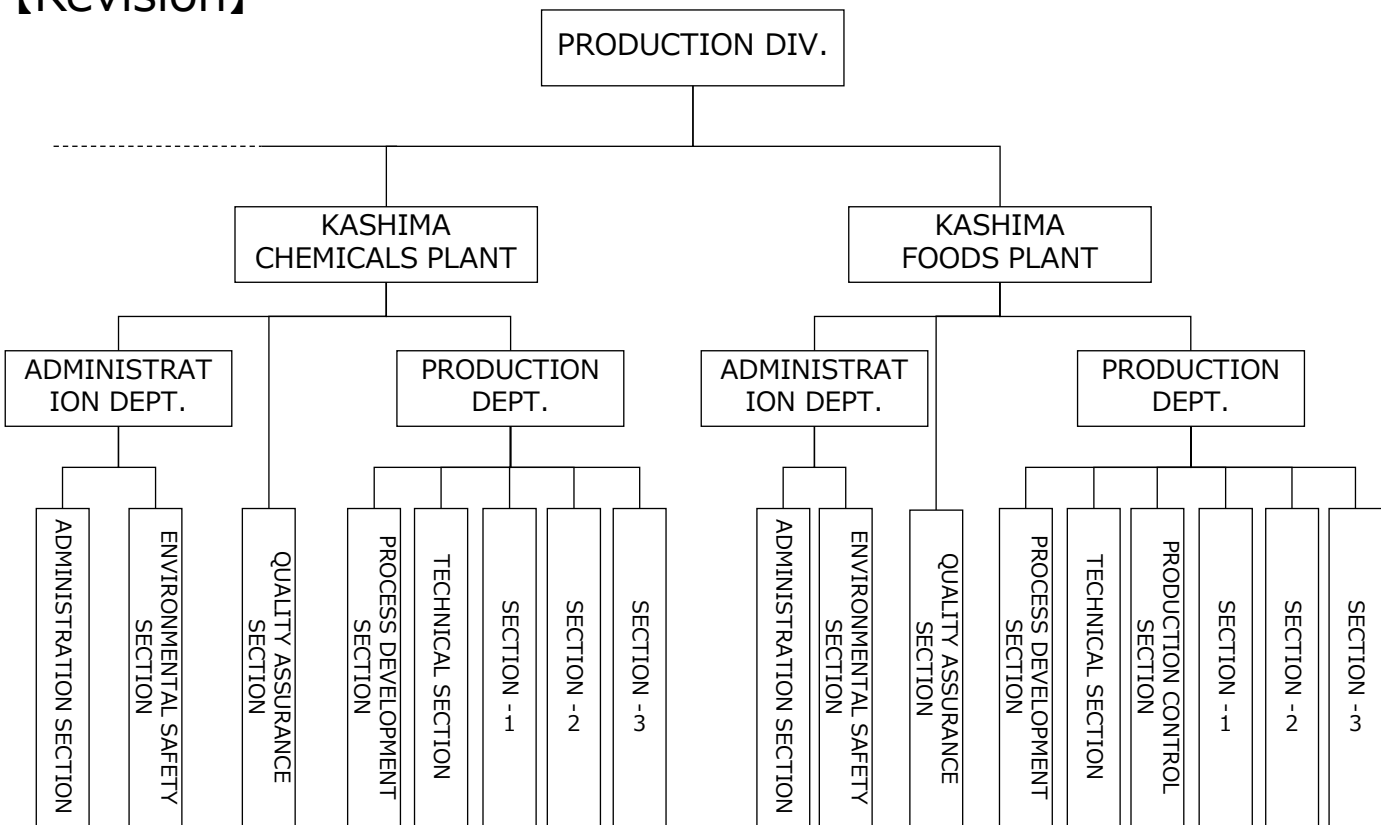 【Revision】
PRODUCTION DIV.
KASHIMA
CHEMICALS PLANT
KASHIMA
FOODS PLANT
ADMINISTRAT
ION DEPT.
PRODUCTION
DEPT.
ADMINISTRAT
ION DEPT.
PRODUCTION
DEPT.
ADMINISTRATION SECTION
ENVIRONMENTAL SAFETY
SECTION
QUALITY ASSURANCE
SECTION
PROCESS DEVELOPMENT
SECTION
TECHNICAL SECTION
SECTION -1
SECTION -2
SECTION -3
ADMINISTRATION SECTION
ENVIRONMENTAL SAFETY
SECTION
QUALITY ASSURANCE
SECTION
PROCESS DEVELOPMENT
SECTION
TECHNICAL SECTION
PRODUCTION CONTROL
SECTION
SECTION -1
SECTION -2
SECTION -3